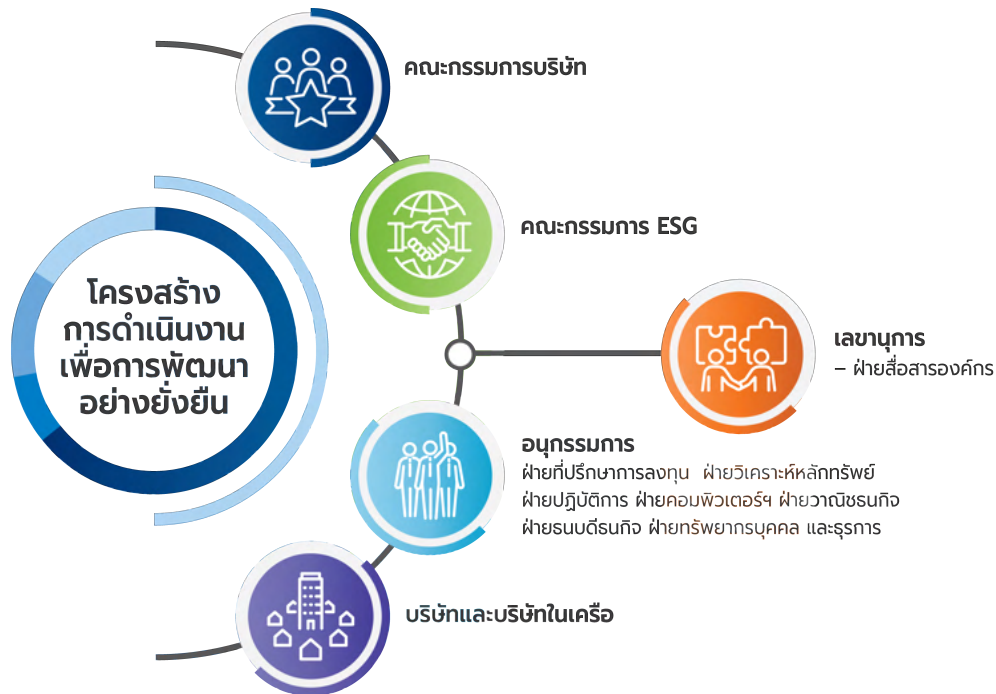 คณะกรรมการบริษัท
คณะกรรมการ ESG
โครงสร้าง
การดำเนินงาน
เพื่อการพัฒนา
อย่างยั่งยืน
เลขานุการ
– ฝ่ายสื่อสารองค์กร
อนุกรรมการ
ฝ่ายที่ปรึกษาการลงทุน ฝ่ายวิเคราะห์หลักทรัพย์
ฝ่ายปฏิบัติการ ฝ่ายคอมพิวเตอร์ฯ ฝ่ายวาณิชธนกิจ
ฝ่ายธนบดีธนกิจ ฝ่ายทรัพยากรบุคคล และธุรการ
บริษัทและบริษัทในเครือ